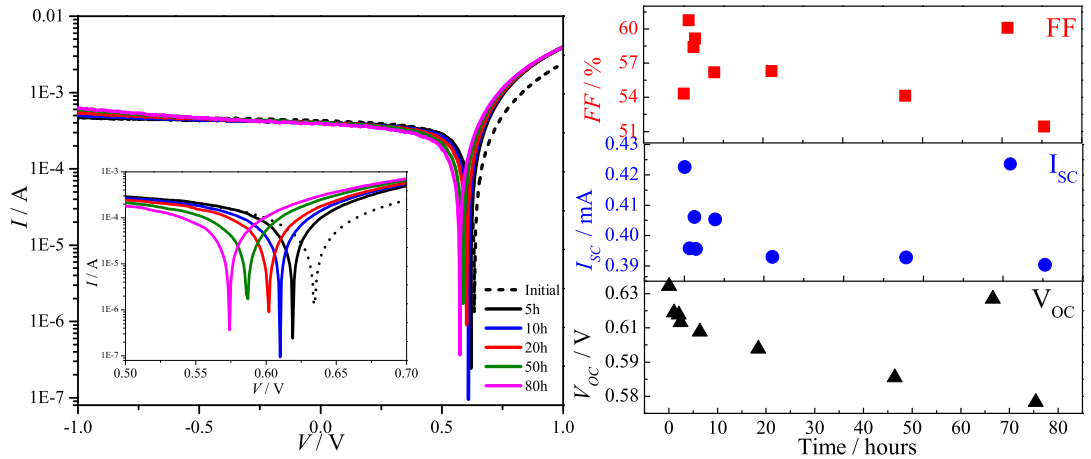 0.01
1E-3
1E-4
1E-5
1E-6
1E-7
I / A
-1.0
-0.5
0.0
0.5
1.0
V / V
1E-3
1E-4
1E-5
1E-6
1E-7
I / A
0.50
0.55
0.60
0.65
0.70
V / V
Initial
5h
10h
20h
50h
80h
60
57
54
51
FF / %
FF
0.43
0.42
0.41
0.40
0.39
I_SC / mA
I_SC
0.63
0.61
0.59
0.58
V_OC / V
V_OC
0
10
20
30
40
50
60
70
80
Time / hours